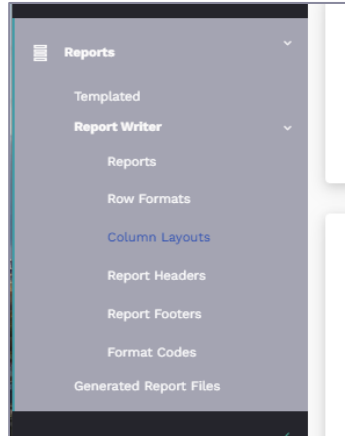 Reports
Templated
Report Writer
Reports
Row Formats
Column Layouts
Report Headers
Report Footers
Format Codes
Generated Report Files